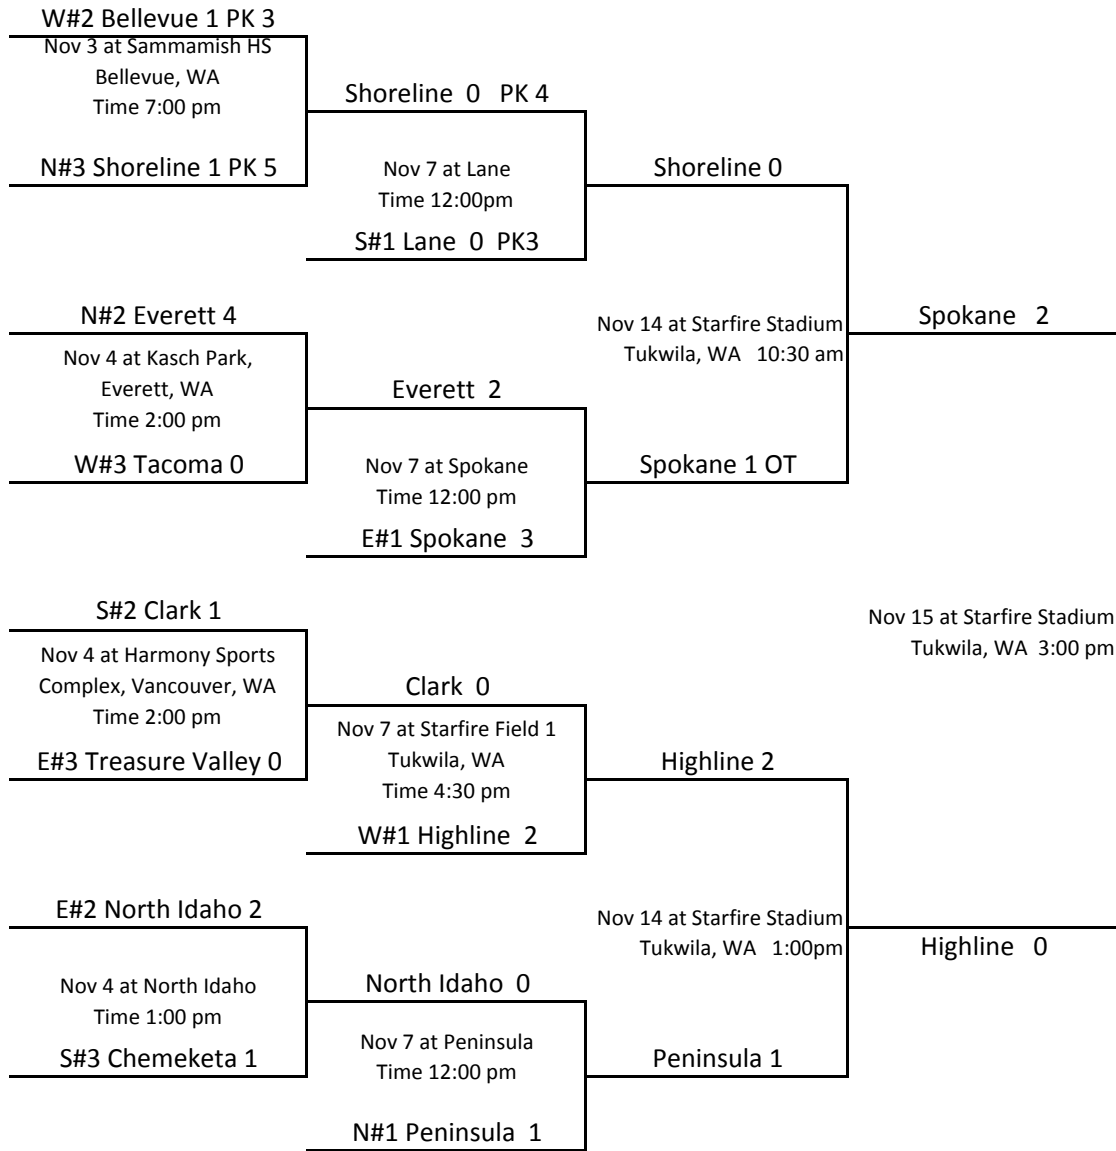 W#2 Bellevue 1 PK 3
Nov 3 at Sammamish HS
Bellevue, WA
Time 7:00 pm
N#3 Shoreline 1 PK 5
Shoreline 0 PK 4
Nov 7 at Lane
Time 12:00pm
S#1 Lane 0 PK3
Shoreline 0
N#2 Everett 4
Nov 4 at Kasch Park,
Everett, WA
Time 2:00 pm
W#3 Tacoma 0
Everett 2
Nov 7 at Spokane
Time 12:00 pm
E#1 Spokane 3
Nov 14 at Starfire Stadium
Tukwila, WA 10:30 am
Spokane 1 OT
Spokane 2
S#2 Clark 1
Nov 4 at Harmony Sports
Complex, Vancouver, WA
Time 2:00 pm
E#3 Treasure Valley 0
Clark 0
Nov 7 at Starfire Field 1
Tukwila, WA
Time 4:30 pm
W#1 Highline 2
Highline 2
Nov 15 at Starfire Stadium
Tukwila, WA 3:00 pm
E#2 North Idaho 2
Nov 4 at North Idaho
Time 1:00 pm
S#3 Chemeketa 1
North Idaho 0
Nov 7 at Peninsula
Time 12:00 pm
N#1 Peninsula 1
Nov 14 at Starfire Stadium
Tukwila, WA 1:00pm
Peninsula 1
Highline 0